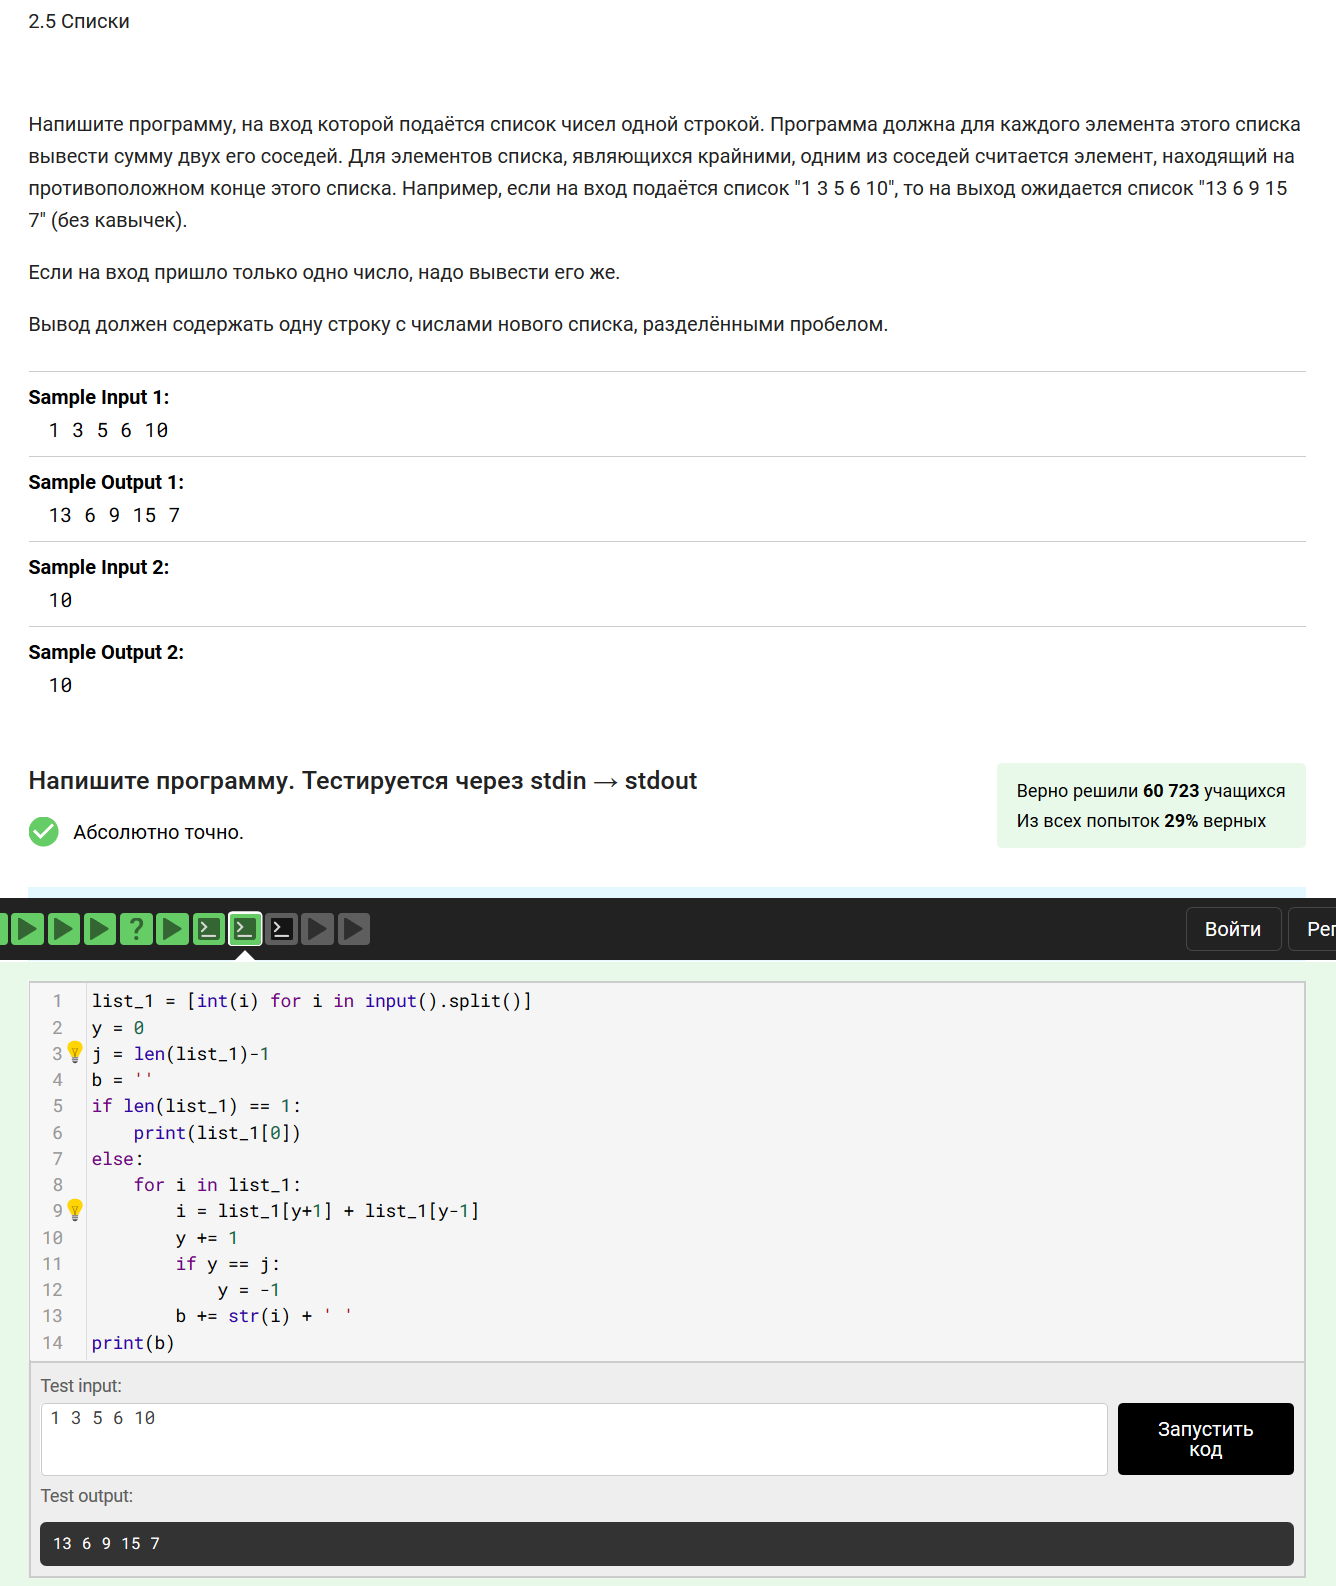 2.5 Списки
Напишите программу, на вход которой подаётся список чисел одной строкой. Программа должна для каждого элемента этого списка
вывести сумму двух его соседей. Для элементов списка, являющихся крайними, одним из соседей считается элемент, находящий на
противоположном конце этого списка. Например, если на вход подаётся список "1 3 5 6 10", то на выход ожидается список "13 6 9 15
7" (без кавычек).
Если на вход пришло только одно число, надо вывести его же.
Вывод должен содержать одну строку с числами нового списка, разделёнными пробелом.
Sample Input 1:
1 3 5 6 10
Sample Output 1:
13 6 9 15 7
Sample Input 2:
10
Sample Output 2:
10
Напишите программу. Тестируется через stdin → stdout
Верно решили 60 723 учащихся
Из всех попыток 29% верных
Абсолютно точно.
Войти
Рег
1 list_1 = [int(i) for i in input().split()]
2 y = 0
3 j = len(list_1)-1
4 b = ''
5 if len(list_1) == 1:
6     print(list_1[0])
7 else:
8     for i in list_1:
9         i = list_1[y+1] + list_1[y-1]
10         y += 1
11         if y == j:
12             y = -1
13         b += str(i) + ' '
14 print(b)
Test input:
1 3 5 6 10
Запустить
код
Test output:
13 6 9 15 7